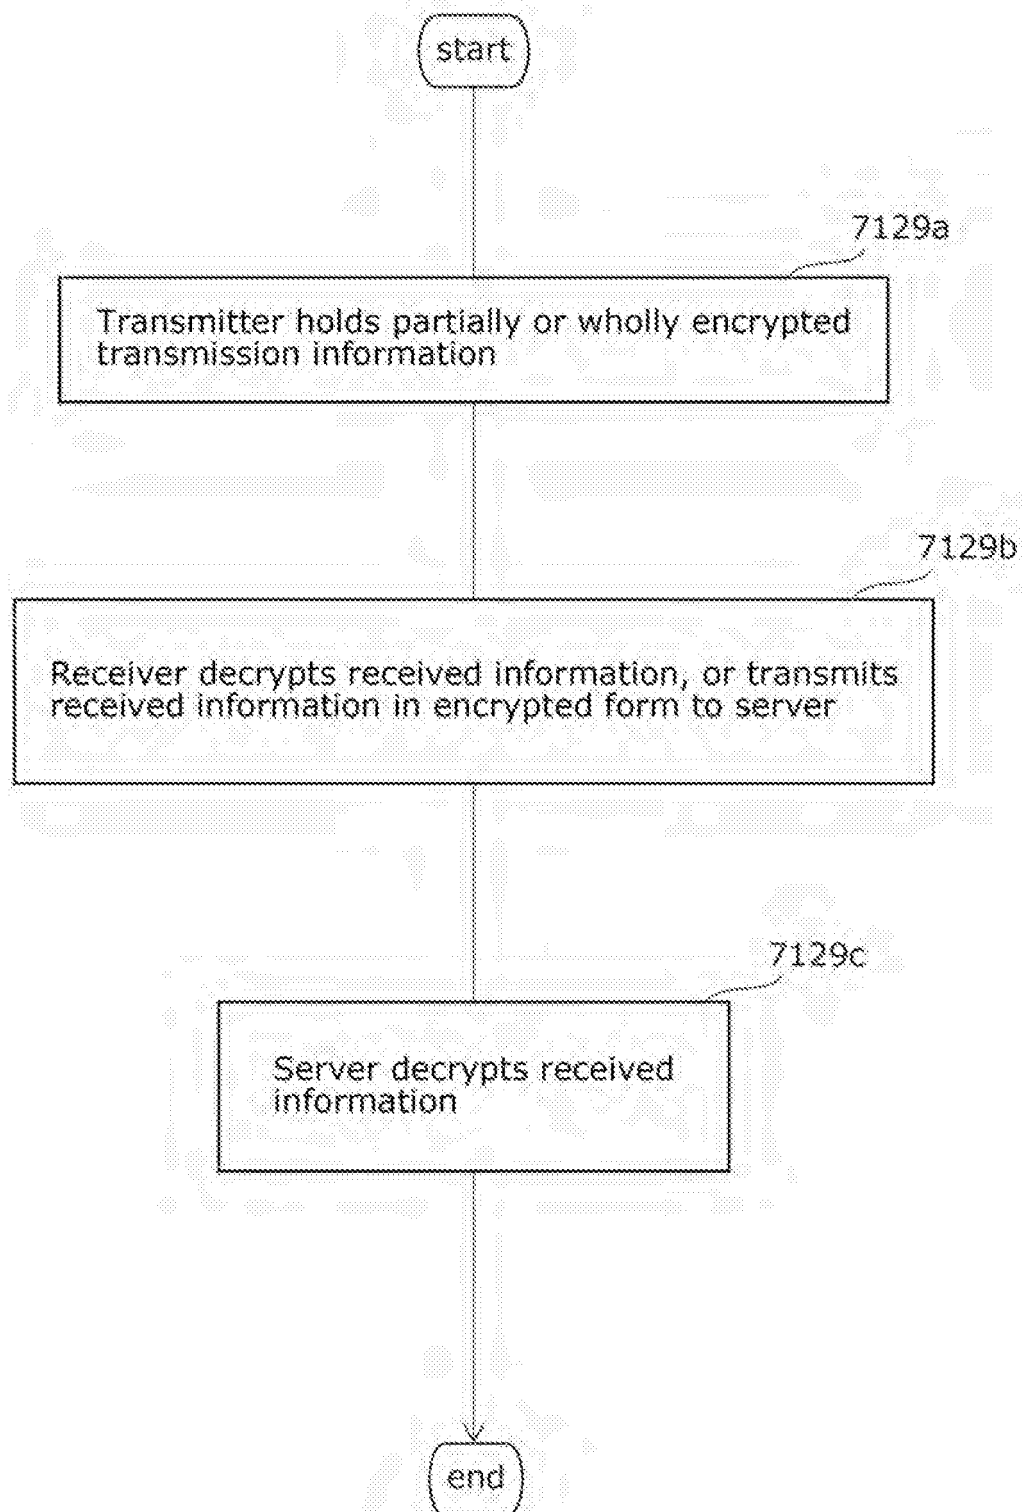 start
7129a
Transmitter holds partially or wholly encrypted
transmission information
7129b
Receiver decrypts received information, or transmits
received information in encrypted form to server
7129c
Server decrypts received
information
end